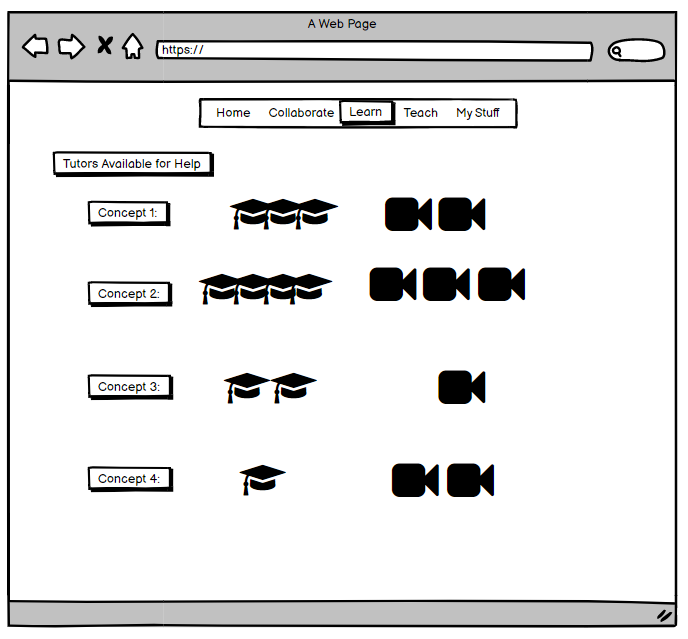 A Web Page
https://
Home Collaborate Learn Teach My Stuff
Tutors Available for Help
Concept 1:
Concept 2:
Concept 3:
Concept 4: